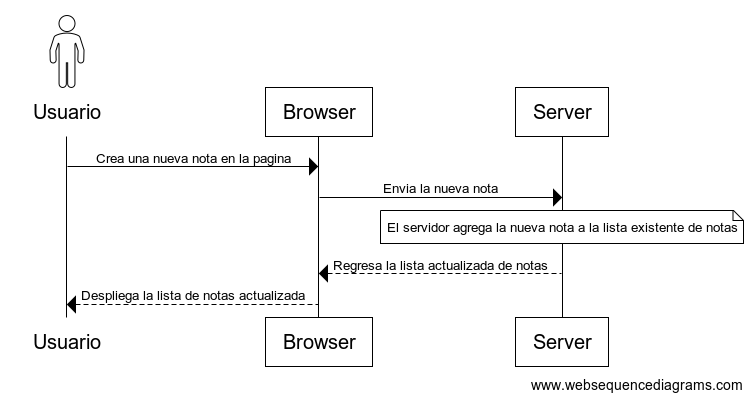 Usuario
Browser
Server
Crea una nueva nota en la pagina
Envia la nueva nota
El servidor agrega la nueva nota a la lista existente de notas
Regresa la lista actualizada de notas
Despliega la lista de notas actualizada
Usuario
Browser
Server
www.websequencediagrams.com